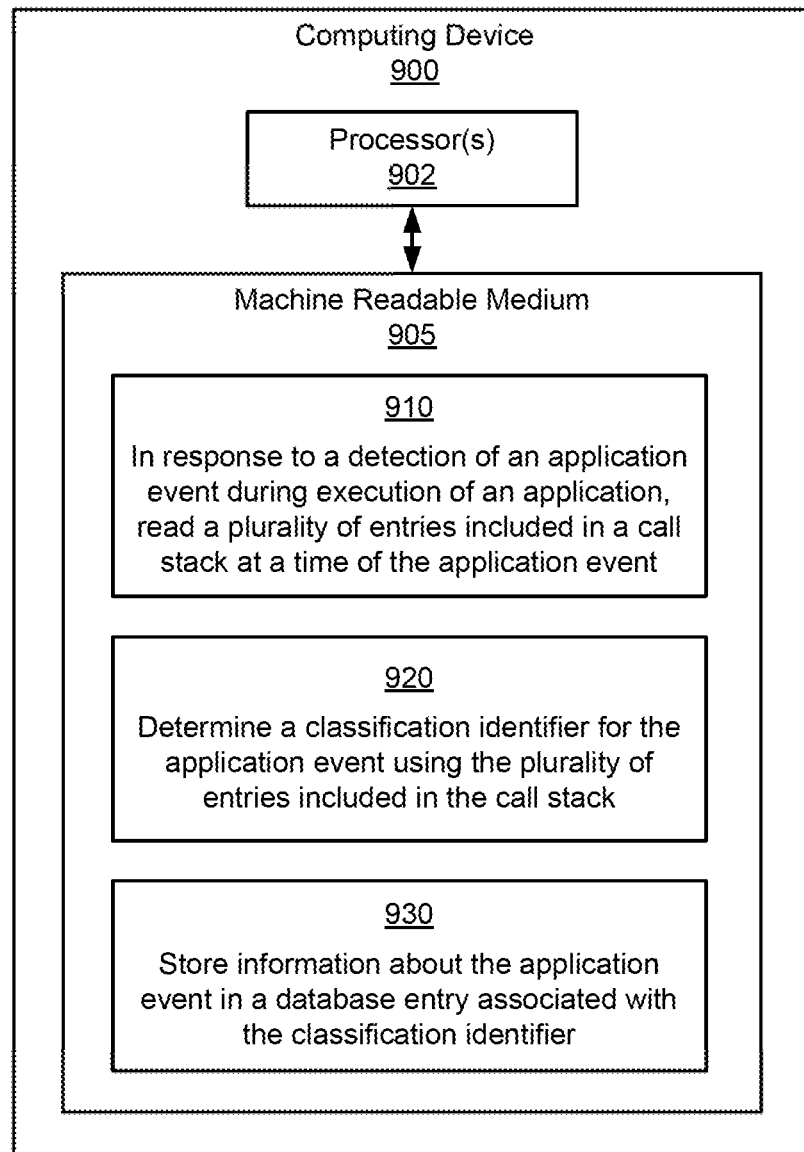 Computing Device
900
Processor(s)
902
Machine Readable Medium
905
910
In response to a detection of an application
event during execution of an application,
read a plurality of entries included in a call
stack at a time of the application event
920
Determine a classification identifier for the
application event using the plurality of
entries included in the call stack
930
Store information about the application
event in a database entry associated with
the classification identifier